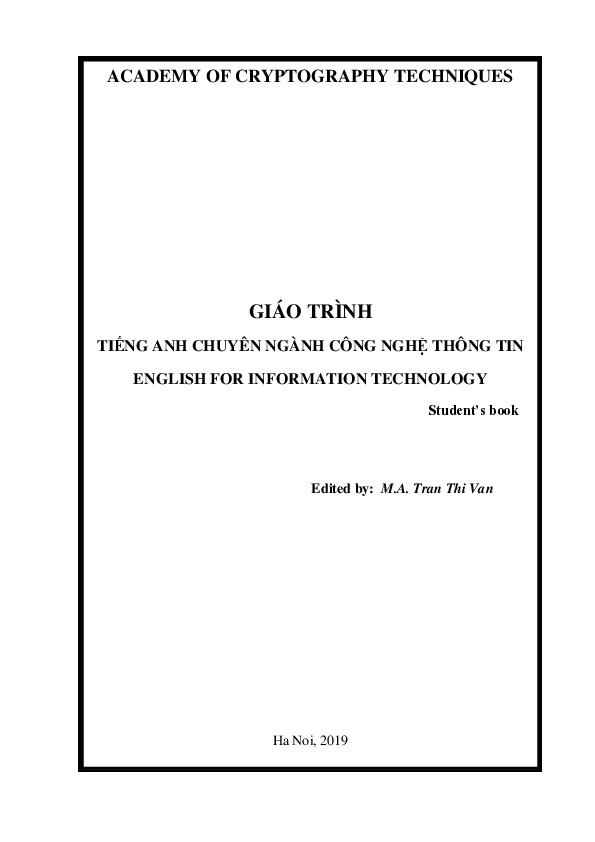 ACADEMY OF CRYPTOGRAPHY TECHNIQUES
GIÁO TRÌNH
TIẾNG ANH CHUYÊN NGÀNH CÔNG NGHỆ THÔNG TIN
ENGLISH FOR INFORMATION TECHNOLOGY
Student's book
Edited by: M.A. Tran Thi Van
Ha Noi, 2019